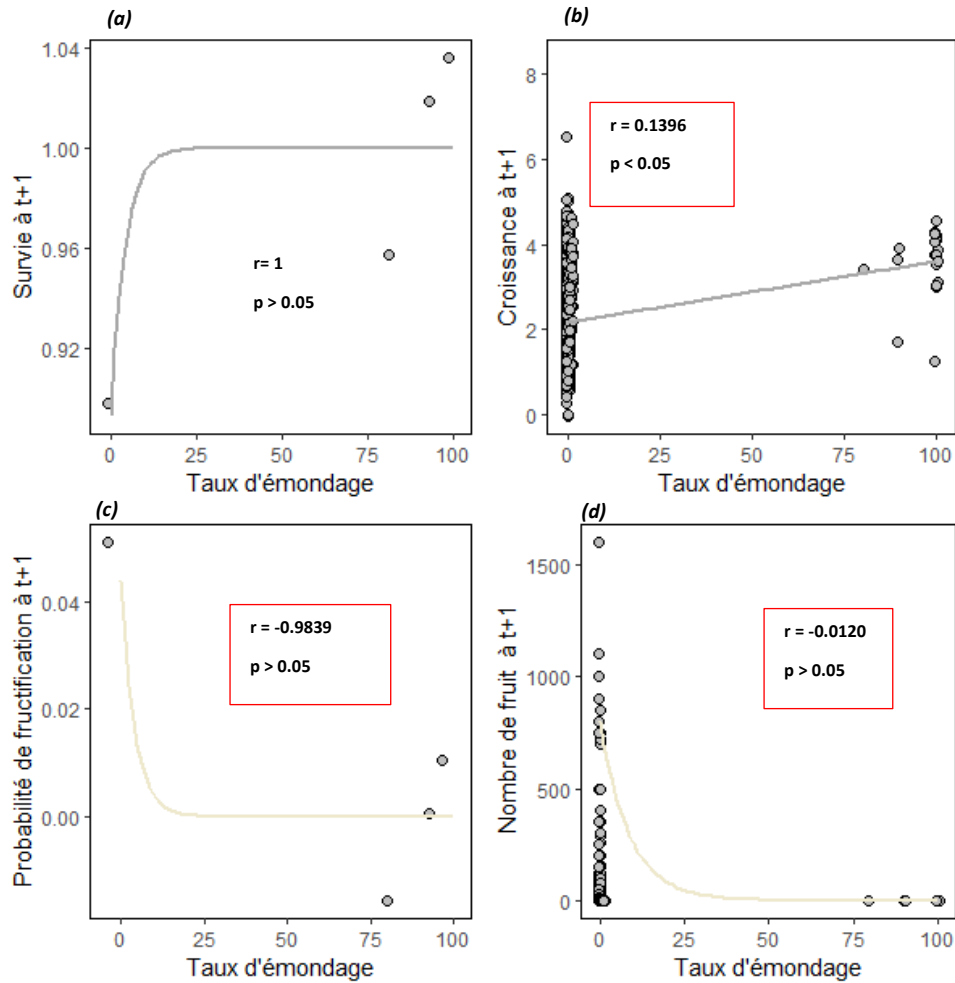 (a)
1.04
1.00
0.96
0.92
Survie à t+1
r= 1
p > 0.05
0 25 50 75 100
Taux d'émondage
(b)
8
6
4
2
0
Croissance à t+1
r = 0.1396
p < 0.05
0 25 50 75 100
Taux d'émondage
(c)
0.04
0.02
0.00
Probabilité de fructification à t+1
r = -0.9839
p > 0.05
0 25 50 75 100
Taux d'émondage
(d)
1500
1000
500
0
Nombre de fruit à t+1
r = -0.0120
p > 0.05
0 25 50 75 100
Taux d'émondage